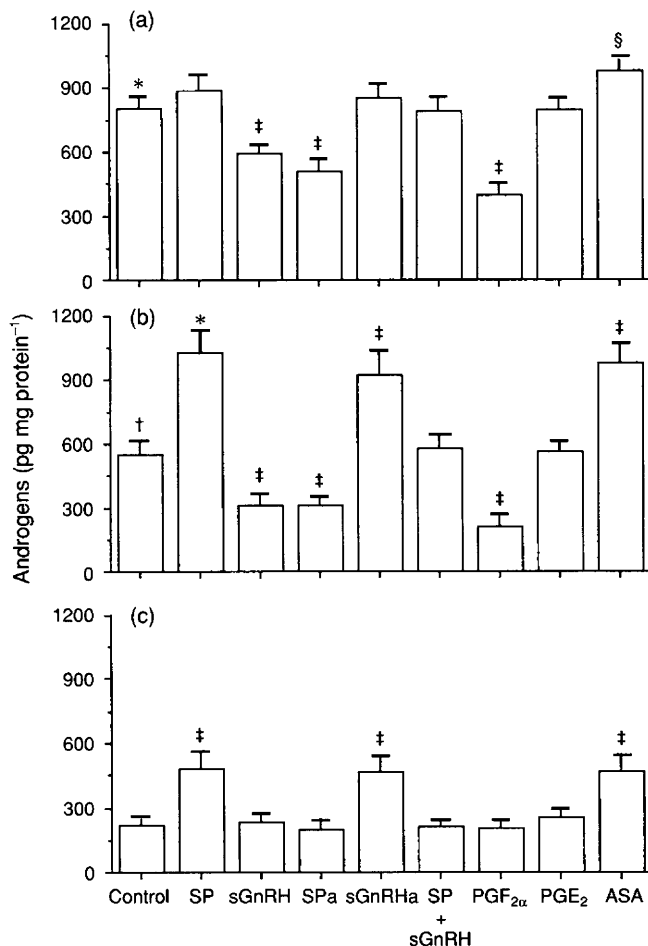 (a)
1200
900
600
300
0
* ‡ ‡ ‡ §
(b)
1200
900
600
300
0
† * ‡ ‡ ‡ ‡ ‡
(c)
1200
900
600
300
0
‡ ‡ ‡
Androgens (pg mg protein⁻¹)
Control SP sGnRH SPa sGnRHa SP PGF₂α PGE₂ ASA
+
sGnRH